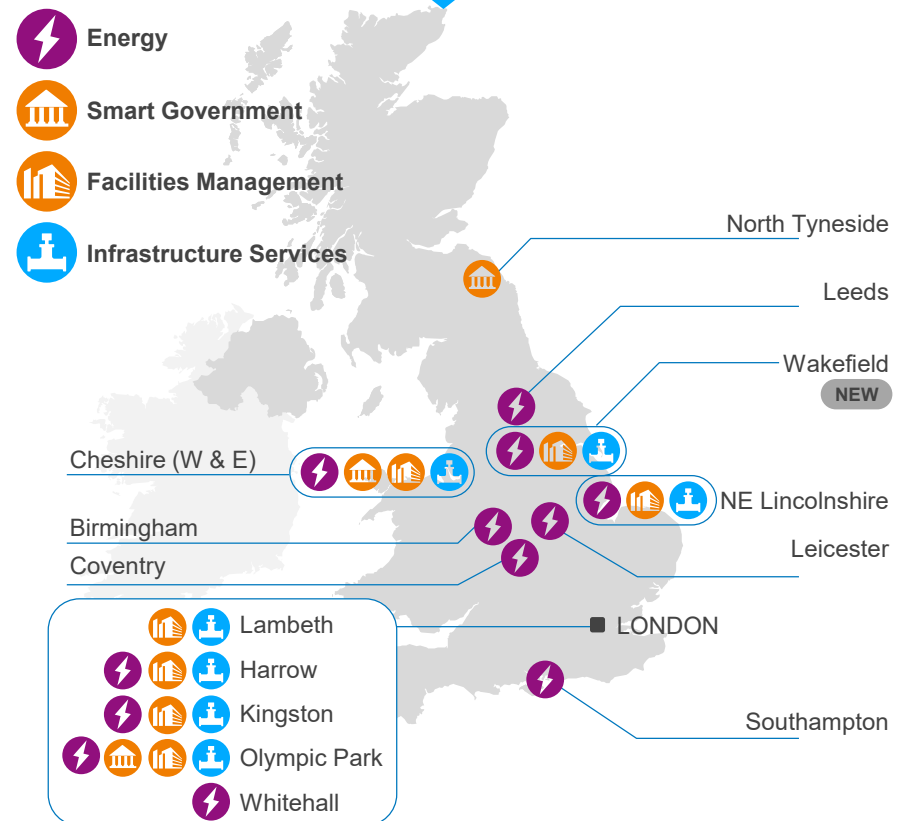 Energy
Smart Government
Facilities Management
Infrastructure Services
North Tyneside
Leeds
Wakefield
NEW
Cheshire (W & E)
NE Lincolnshire
Birmingham
Leicester
Coventry
Lambeth
LONDON
Harrow
Kingston
Southampton
Olympic Park
Whitehall